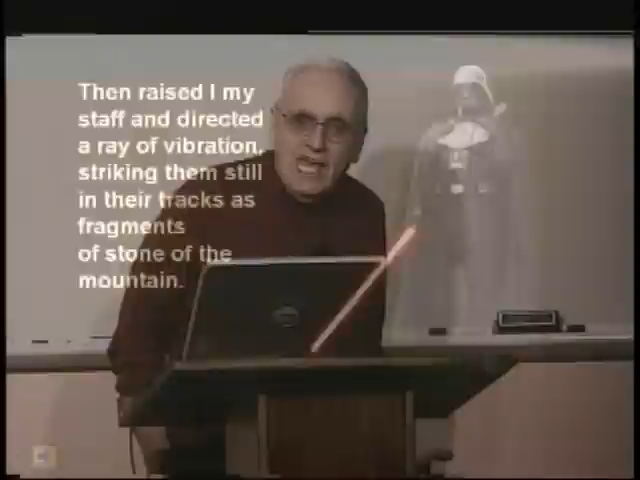 Then raised I my
staff and directed
a ray of vibration,
striking them still
in their tracks as
fragments
of stone of the
mountain.